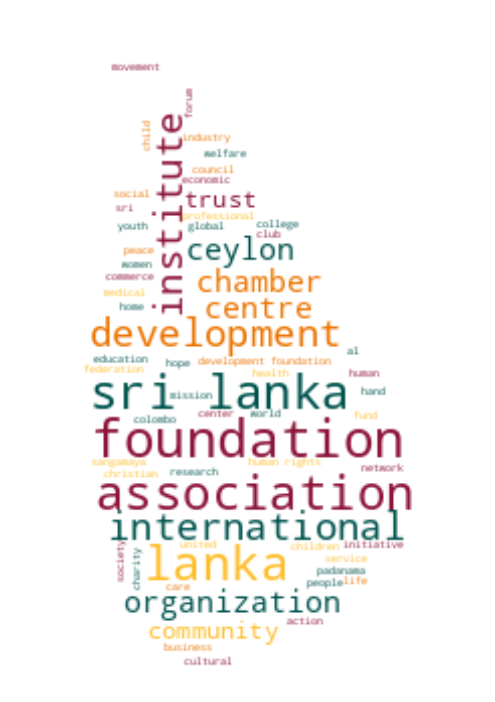 movement
forum
child
industry
institute
welfare
council
economic
social
trust
sri
professional
youth
global
college
club
peace
ceylon
women
commerce
chamber
medical
home
centre
development
al
education
hope
development foundation
federation
health
human
sri lanka
mission
hand
center
world
fund
colombo
foundation
sangamaya
human rights
network
christian
research
association
international
society
united
children
initiative
charity
lanka
service
padanama
people
life
care
organization
action
community
business
cultural